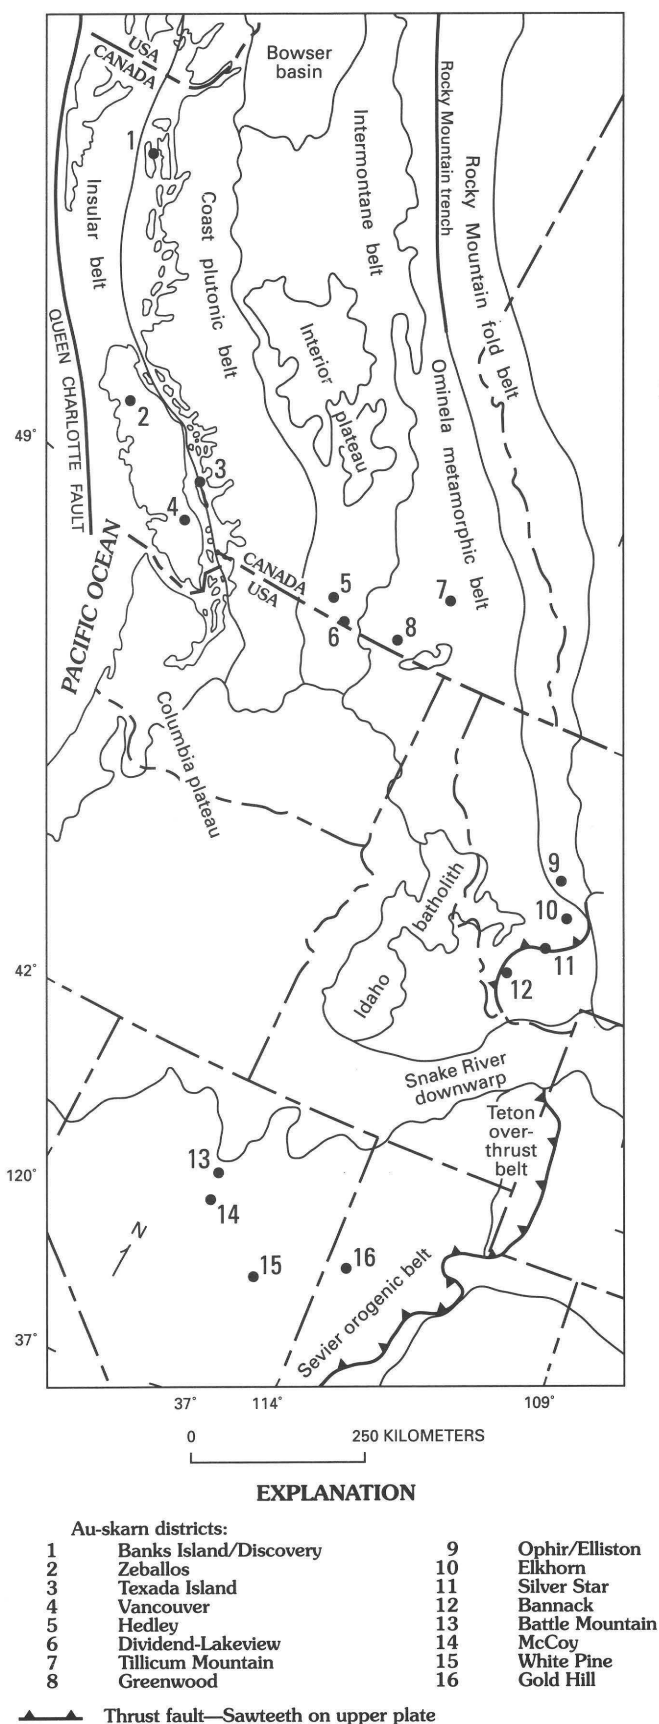 USA
CANADA
Bowser
basin
Rocky Mountain trench
Rocky Mountain fold belt
Intermontane belt
1
Insular belt
Coast plutonic belt
QUEEN CHARLOTTE FAULT
Interior
plateau
Ominela metamorphic belt
2
49°
3
4
PACIFIC OCEAN
CANADA
USA
5
6
7
8
Columbia plateau
9
10
11
12
Idaho
batholith
42°
Snake River
downwarp
Teton
over-
thrust
belt
13
120°
14
N
15
16
Sevier orogenic belt
37°
37° 114° 109°
0 250 KILOMETERS
EXPLANATION
Au-skarn districts:
1 Banks Island/Discovery
2 Zeballos
3 Texada Island
4 Vancouver
5 Hedley
6 Dividend-Lakeview
7 Tillicum Mountain
8 Greenwood
9 Ophir/Elliston
10 Elkhorn
11 Silver Star
12 Bannack
13 Battle Mountain
14 McCoy
15 White Pine
16 Gold Hill
Thrust fault—Sawteeth on upper plate